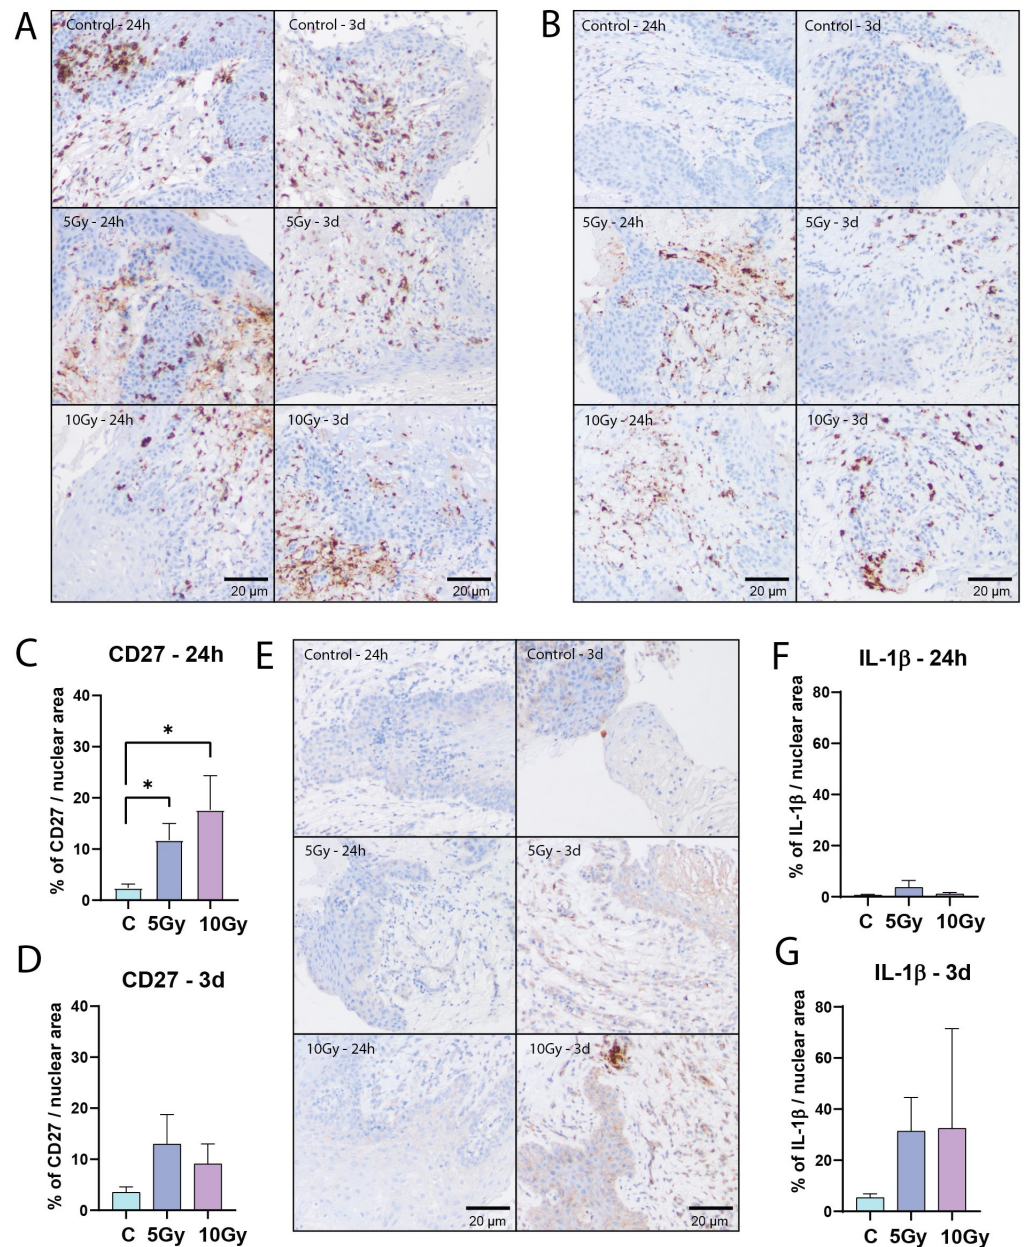 A
Control - 24h
Control - 3d
5Gy - 24h
5Gy - 3d
10Gy - 24h
10Gy - 3d
20 µm
20 µm
B
Control - 24h
Control - 3d
5Gy - 24h
5Gy - 3d
10Gy - 24h
10Gy - 3d
20 µm
20 µm
C
CD27 - 24h
% of CD27 / nuclear area
40
30
20
10
0
*
*
C 5Gy 10Gy
D
CD27 - 3d
% of CD27 / nuclear area
40
30
20
10
0
C 5Gy 10Gy
E
Control - 24h
Control - 3d
5Gy - 24h
5Gy - 3d
10Gy - 24h
10Gy - 3d
20 µm
20 µm
F
IL-1β - 24h
% of IL-1β / nuclear area
80
60
40
20
0
C 5Gy 10Gy
G
IL-1β - 3d
% of IL-1β / nuclear area
80
60
40
20
0
C 5Gy 10Gy